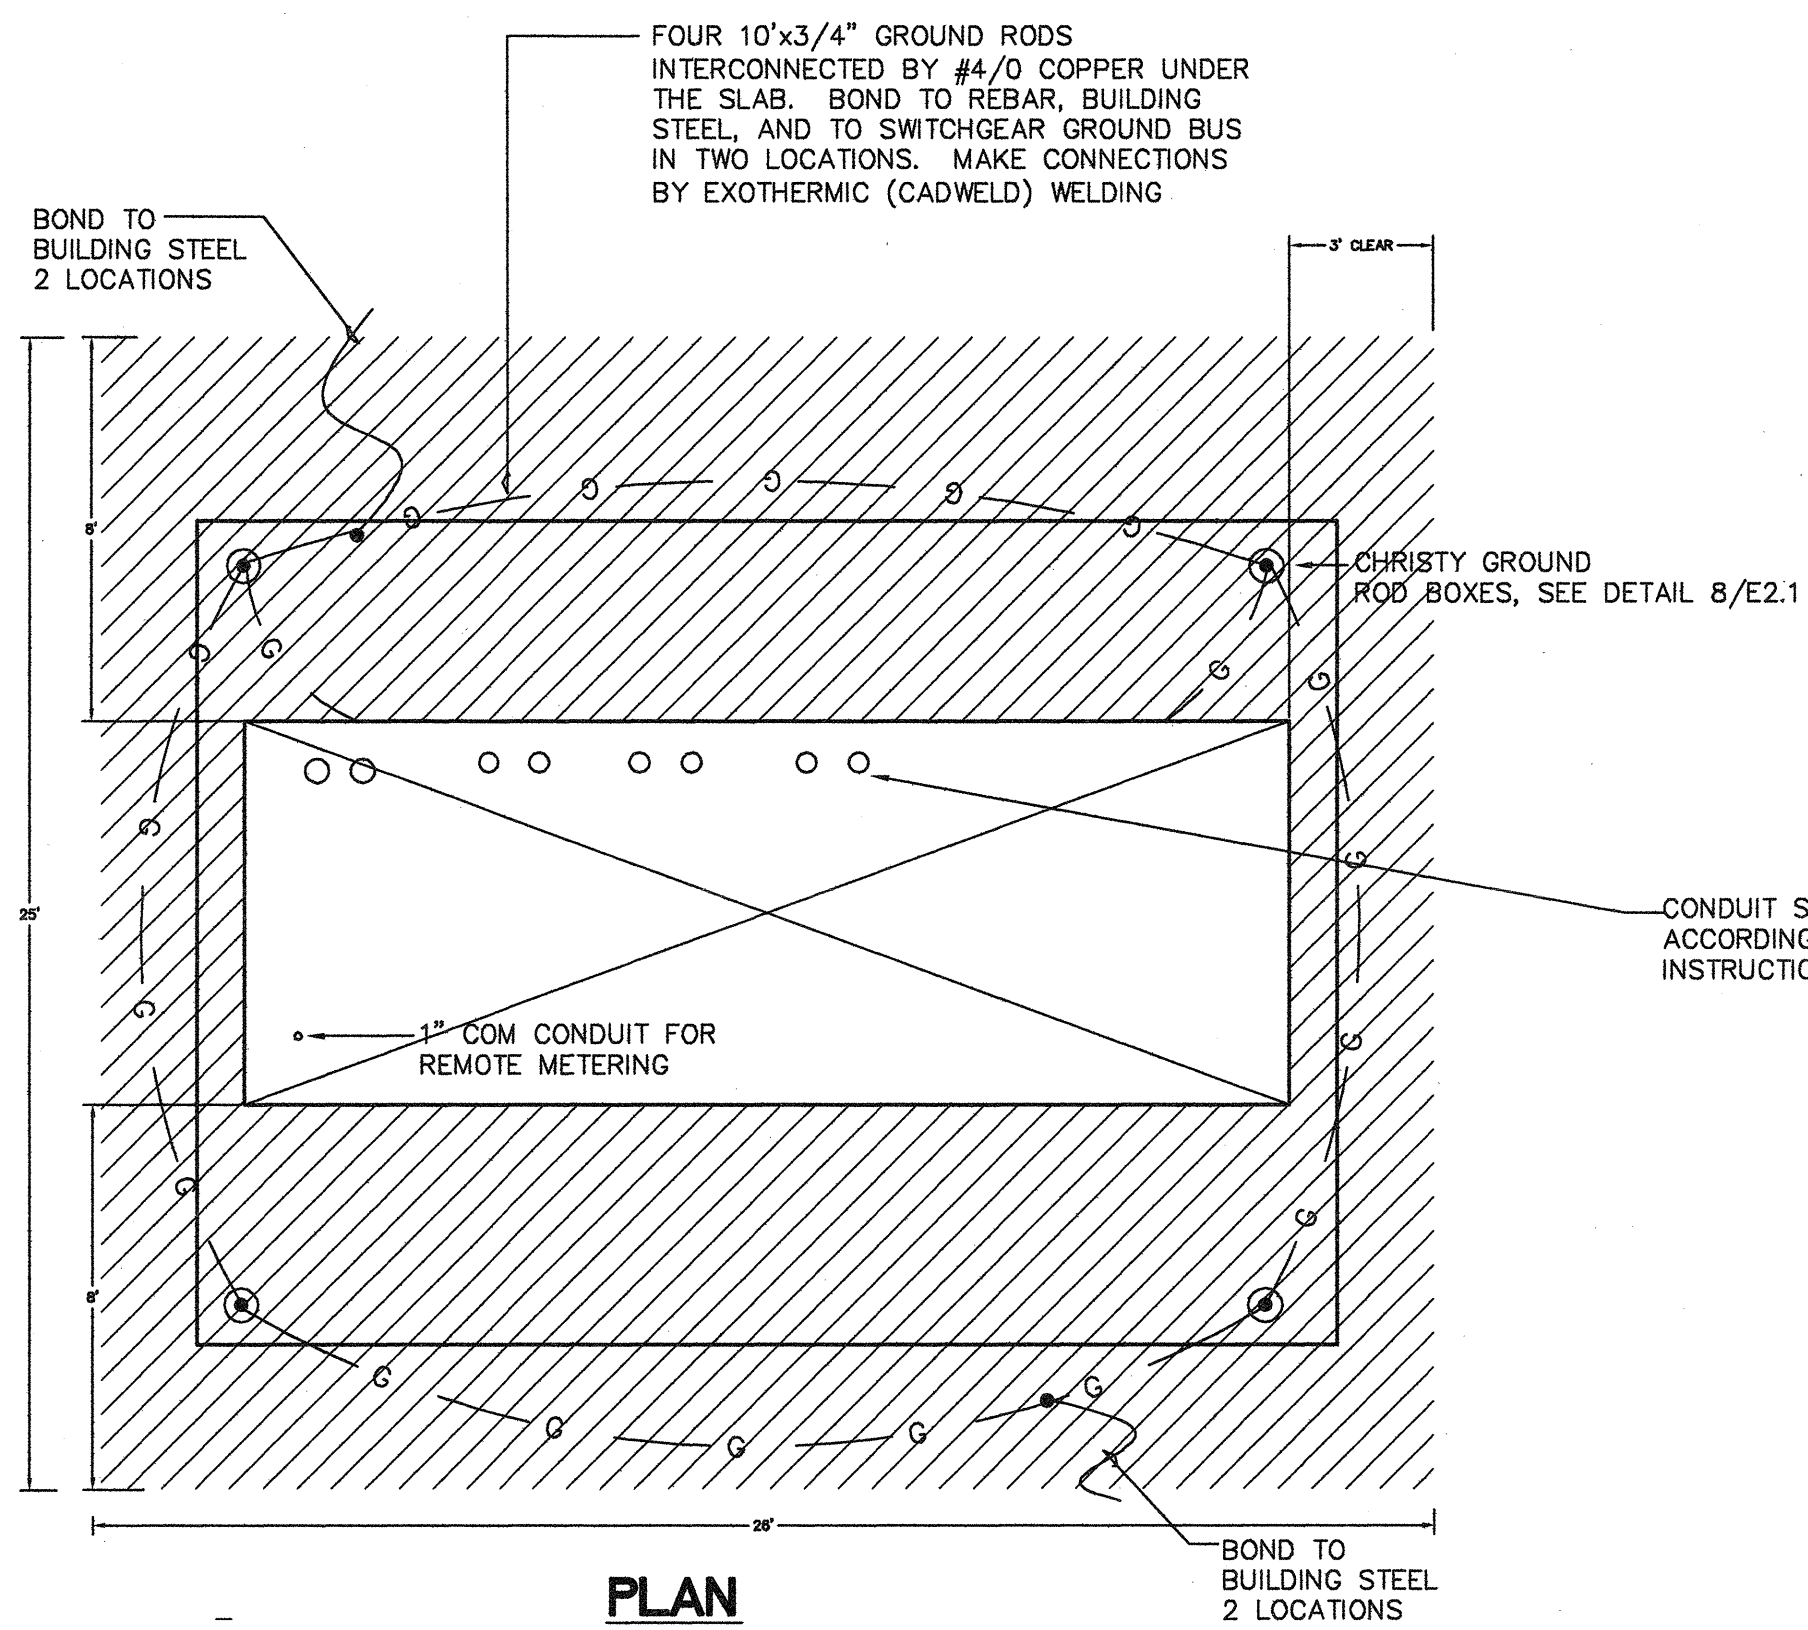 FOUR 10'x3/4" GROUND RODS
INTERCONNECTED BY #4/0 COPPER UNDER
THE SLAB. BOND TO REBAR, BUILDING
STEEL, AND TO SWITCHGEAR GROUND BUS
IN TWO LOCATIONS. MAKE CONNECTIONS
BY EXOTHERMIC (CADWELD) WELDING
BOND TO
BUILDING STEEL
2 LOCATIONS
3' CLEAR
G
G
G
G
G
8'
CHRISTY GROUND
ROD BOXES, SEE DETAIL 8/E2.1
G
G
G
G
G
G
CONDUIT S
ACCORDING
INSTRUCTIO
25'
G
G
1" COM CONDUIT FOR
REMOTE METERING
G
G
8'
G
G
G
G
G
26'
BOND TO
BUILDING STEEL
2 LOCATIONS
PLAN